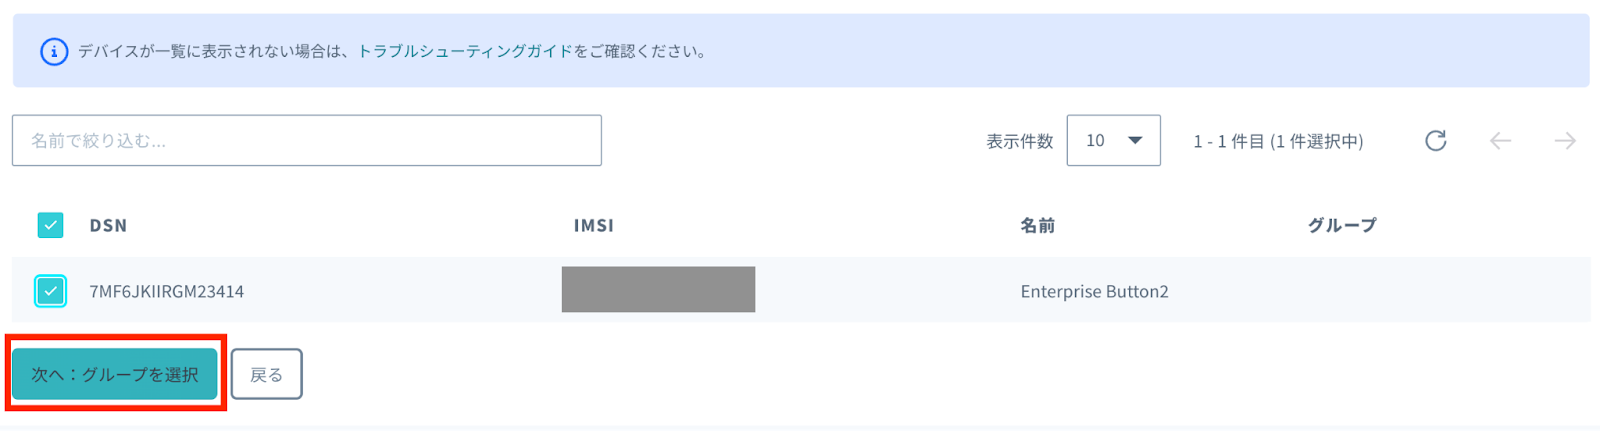 デバイスが一覧に表示されない場合は、トラブルシューティングガイドをご確認ください。
名前で絞り込む...
表示件数 10 1 - 1 件目 (1 件選択中)
DSN IMSI 名前 グループ
7MF6JKIIRGM23414 Enterprise Button2
次へ：グループを選択 戻る